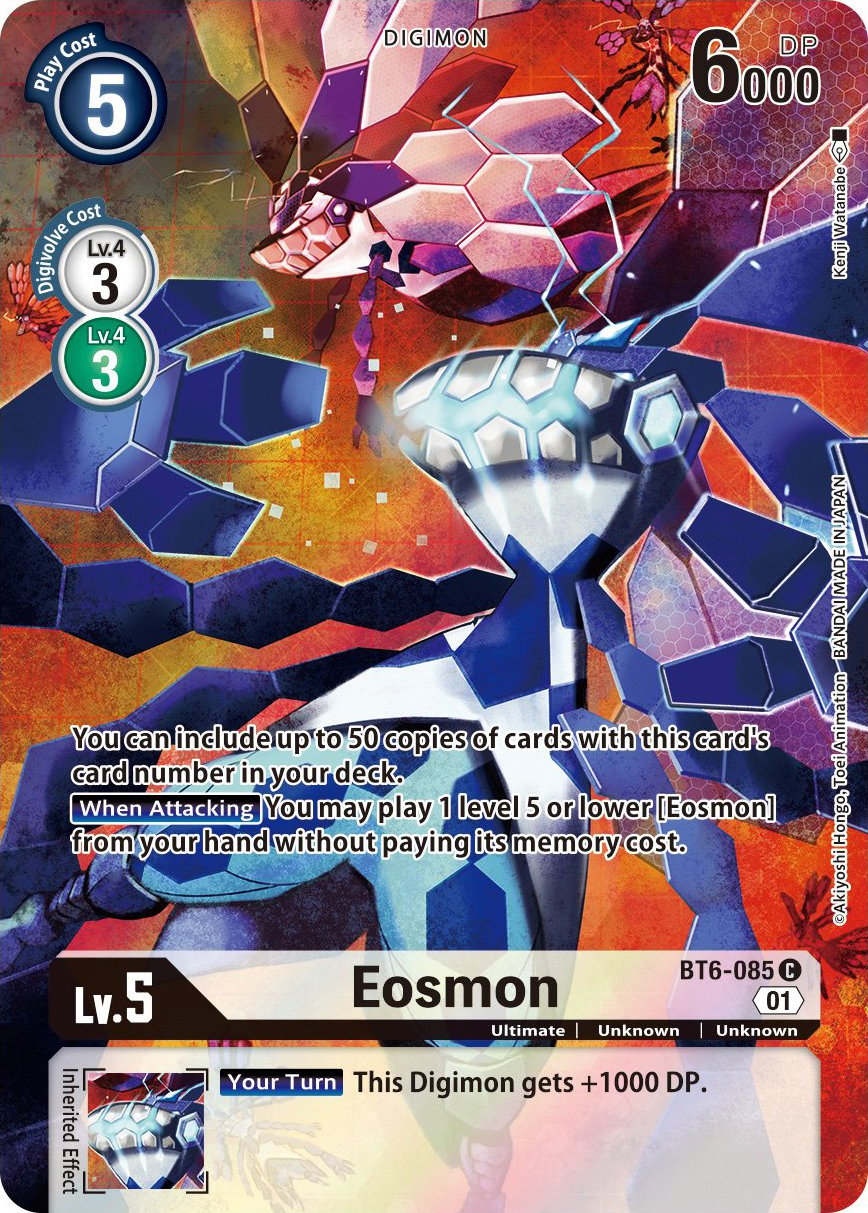 DIGIMON
Play Cost
5
DP
6000
Kenji Watanabe
Digivolve Cost
Lv.4
3
Lv.4
3
©Akiyoshi Hongo, Toei Animation BANDAI MADE IN JAPAN
You can include up to 50 copies of cards with this card's
card number in your deck.
When Attacking You may play 1 level 5 or lower [Eosmon]
from your hand without paying its memory cost.
Lv.5
Eosmon
BT6-085 C
01
Ultimate | Unknown | Unknown
Inherited Effect
Your Turn This Digimon gets +1000 DP.